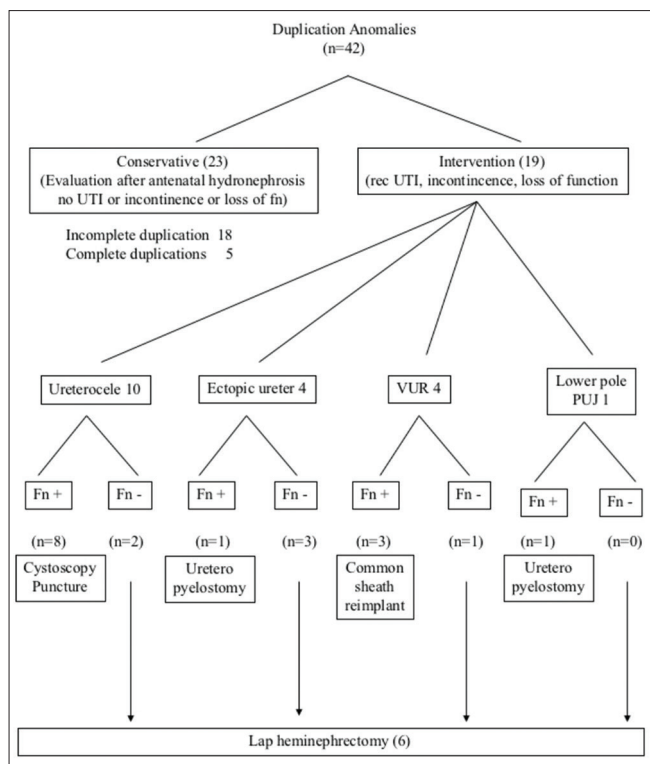 Duplication Anomalies
(n=42)
Conservative (23)
(Evaluation after antenatal hydronephrosis
no UTI or incontinence or loss of fn)
Intervention (19)
(rec UTI, incontincence, loss of function
Incomplete duplication 18
Complete duplications 5
Ureterocele 10
Ectopic ureter 4
VUR 4
Lower pole
PUJ 1
Fn +
Fn -
Fn +
Fn -
Fn +
Fn -
Fn +
Fn -
(n=8)
(n=2)
(n=1)
(n=3)
(n=3)
(n=1)
(n=1)
(n=0)
Cystoscopy
Puncture
Uretero
pyelostomy
Common
sheath
reimplant
Uretero
pyelostomy
Lap heminephrectomy (6)